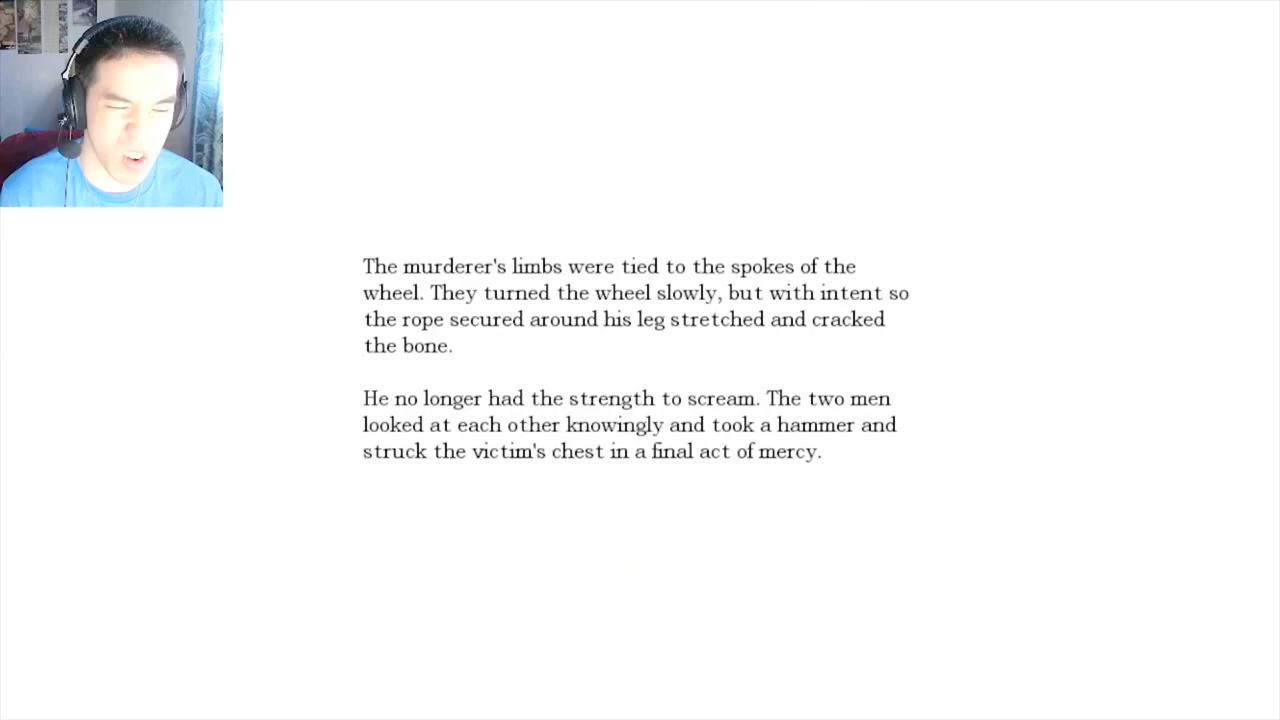 The murderer's limbs were tied to the spokes of the
wheel. They turned the wheel slowly, but with intent so
the rope secured around his leg stretched and cracked
the bone.
He no longer had the strength to scream. The two men
looked at each other knowingly and took a hammer and
struck the victim's chest in a final act of mercy.